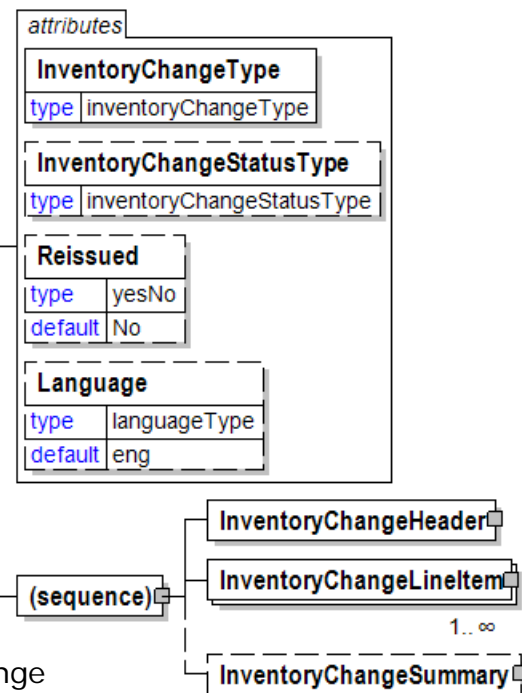 attributes
InventoryChangeType
type inventoryChangeType
InventoryChangeStatusType
type inventoryChangeStatusType
Reissued
type yesNo
default No
Language
type languageType
default eng
InventoryChangeHeader
(sequence)
InventoryChangeLineItem
1..∞
nge
InventoryChangeSummary